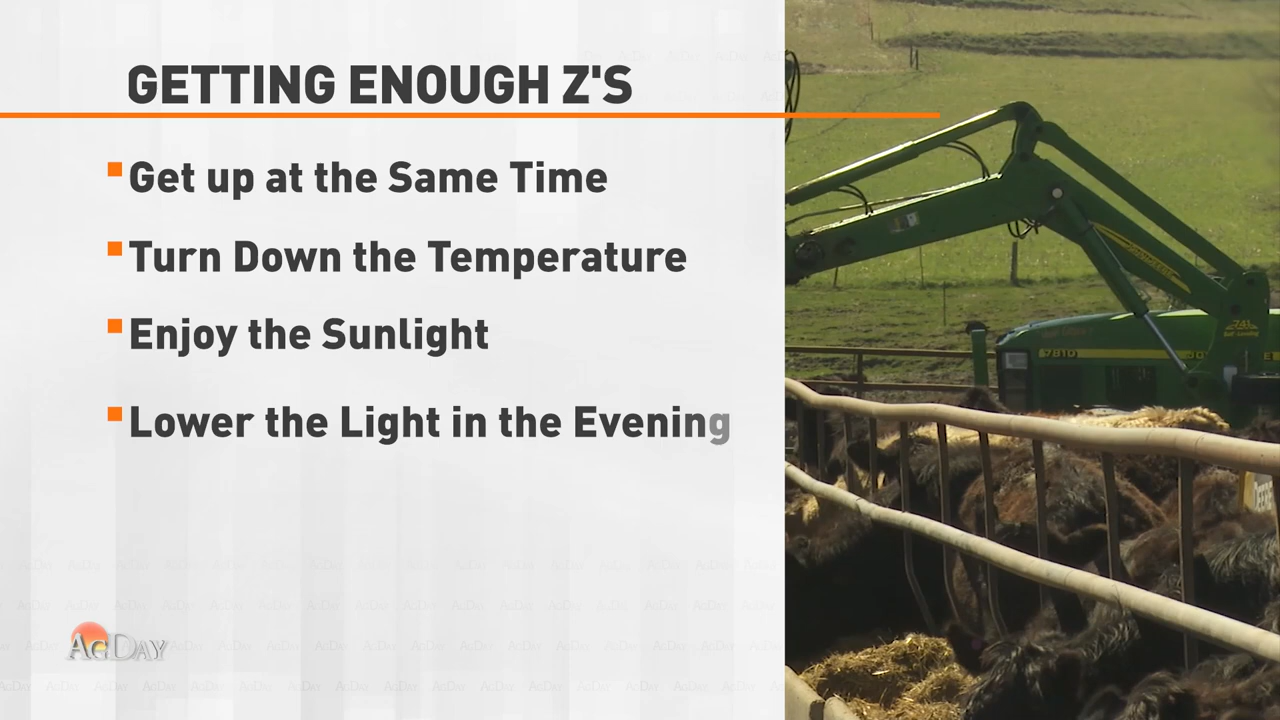 GETTING ENOUGH Z'S
Get up at the Same Time
Turn Down the Temperature
Enjoy the Sunlight
Lower the Light in the Evening
AgDay
7810
741